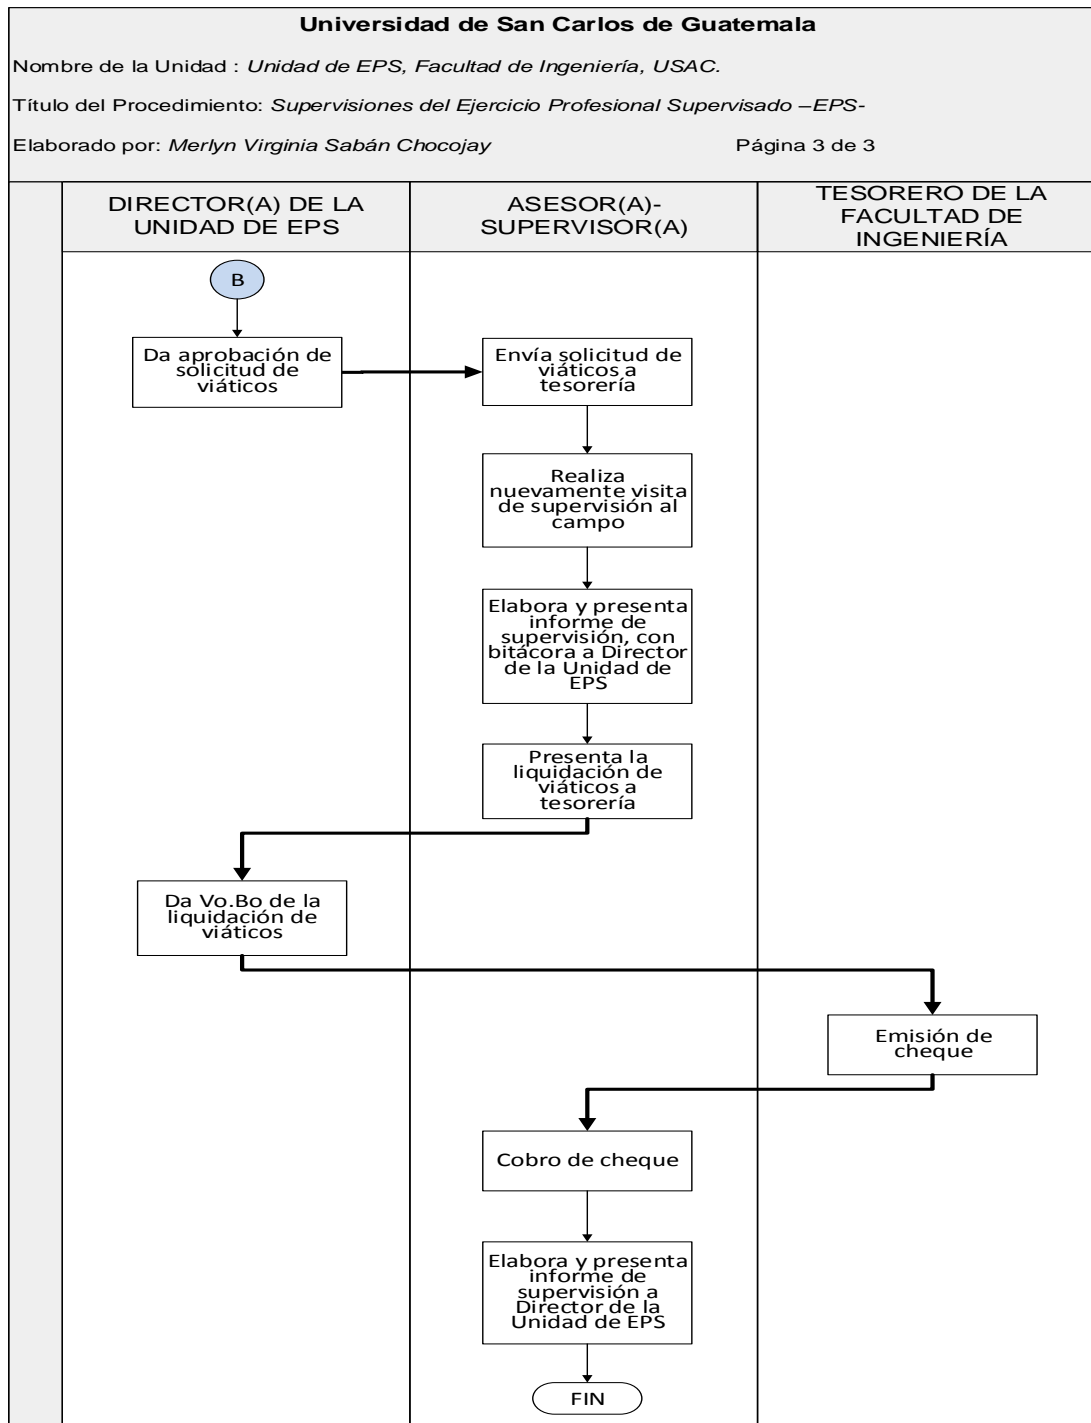 Universidad de San Carlos de Guatemala
Nombre de la Unidad : Unidad de EPS, Facultad de Ingeniería, USAC.
Título del Procedimiento: Supervisiones del Ejercicio Profesional Supervisado –EPS-
Elaborado por: Merlyn Virginia Sabán Chocojay Página 3 de 3
DIRECTOR(A) DE LA
UNIDAD DE EPS
ASESOR(A)-
SUPERVISOR(A)
TESORERO DE LA
FACULTAD DE
INGENIERÍA
B
Da aprobación de
solicitud de
viáticos
Envía solicitud de
viáticos a
tesorería
Realiza
nuevamente visita
de supervisión al
campo
Elabora y presenta
informe de
supervisión, con
bitácora a Director
de la Unidad de
EPS
Presenta la
liquidación de
viáticos a
tesorería
Da Vo.Bo de la
liquidación de
viáticos
Emisión de
cheque
Cobro de cheque
Elabora y presenta
informe de
supervisión a
Director de la
Unidad de EPS
FIN